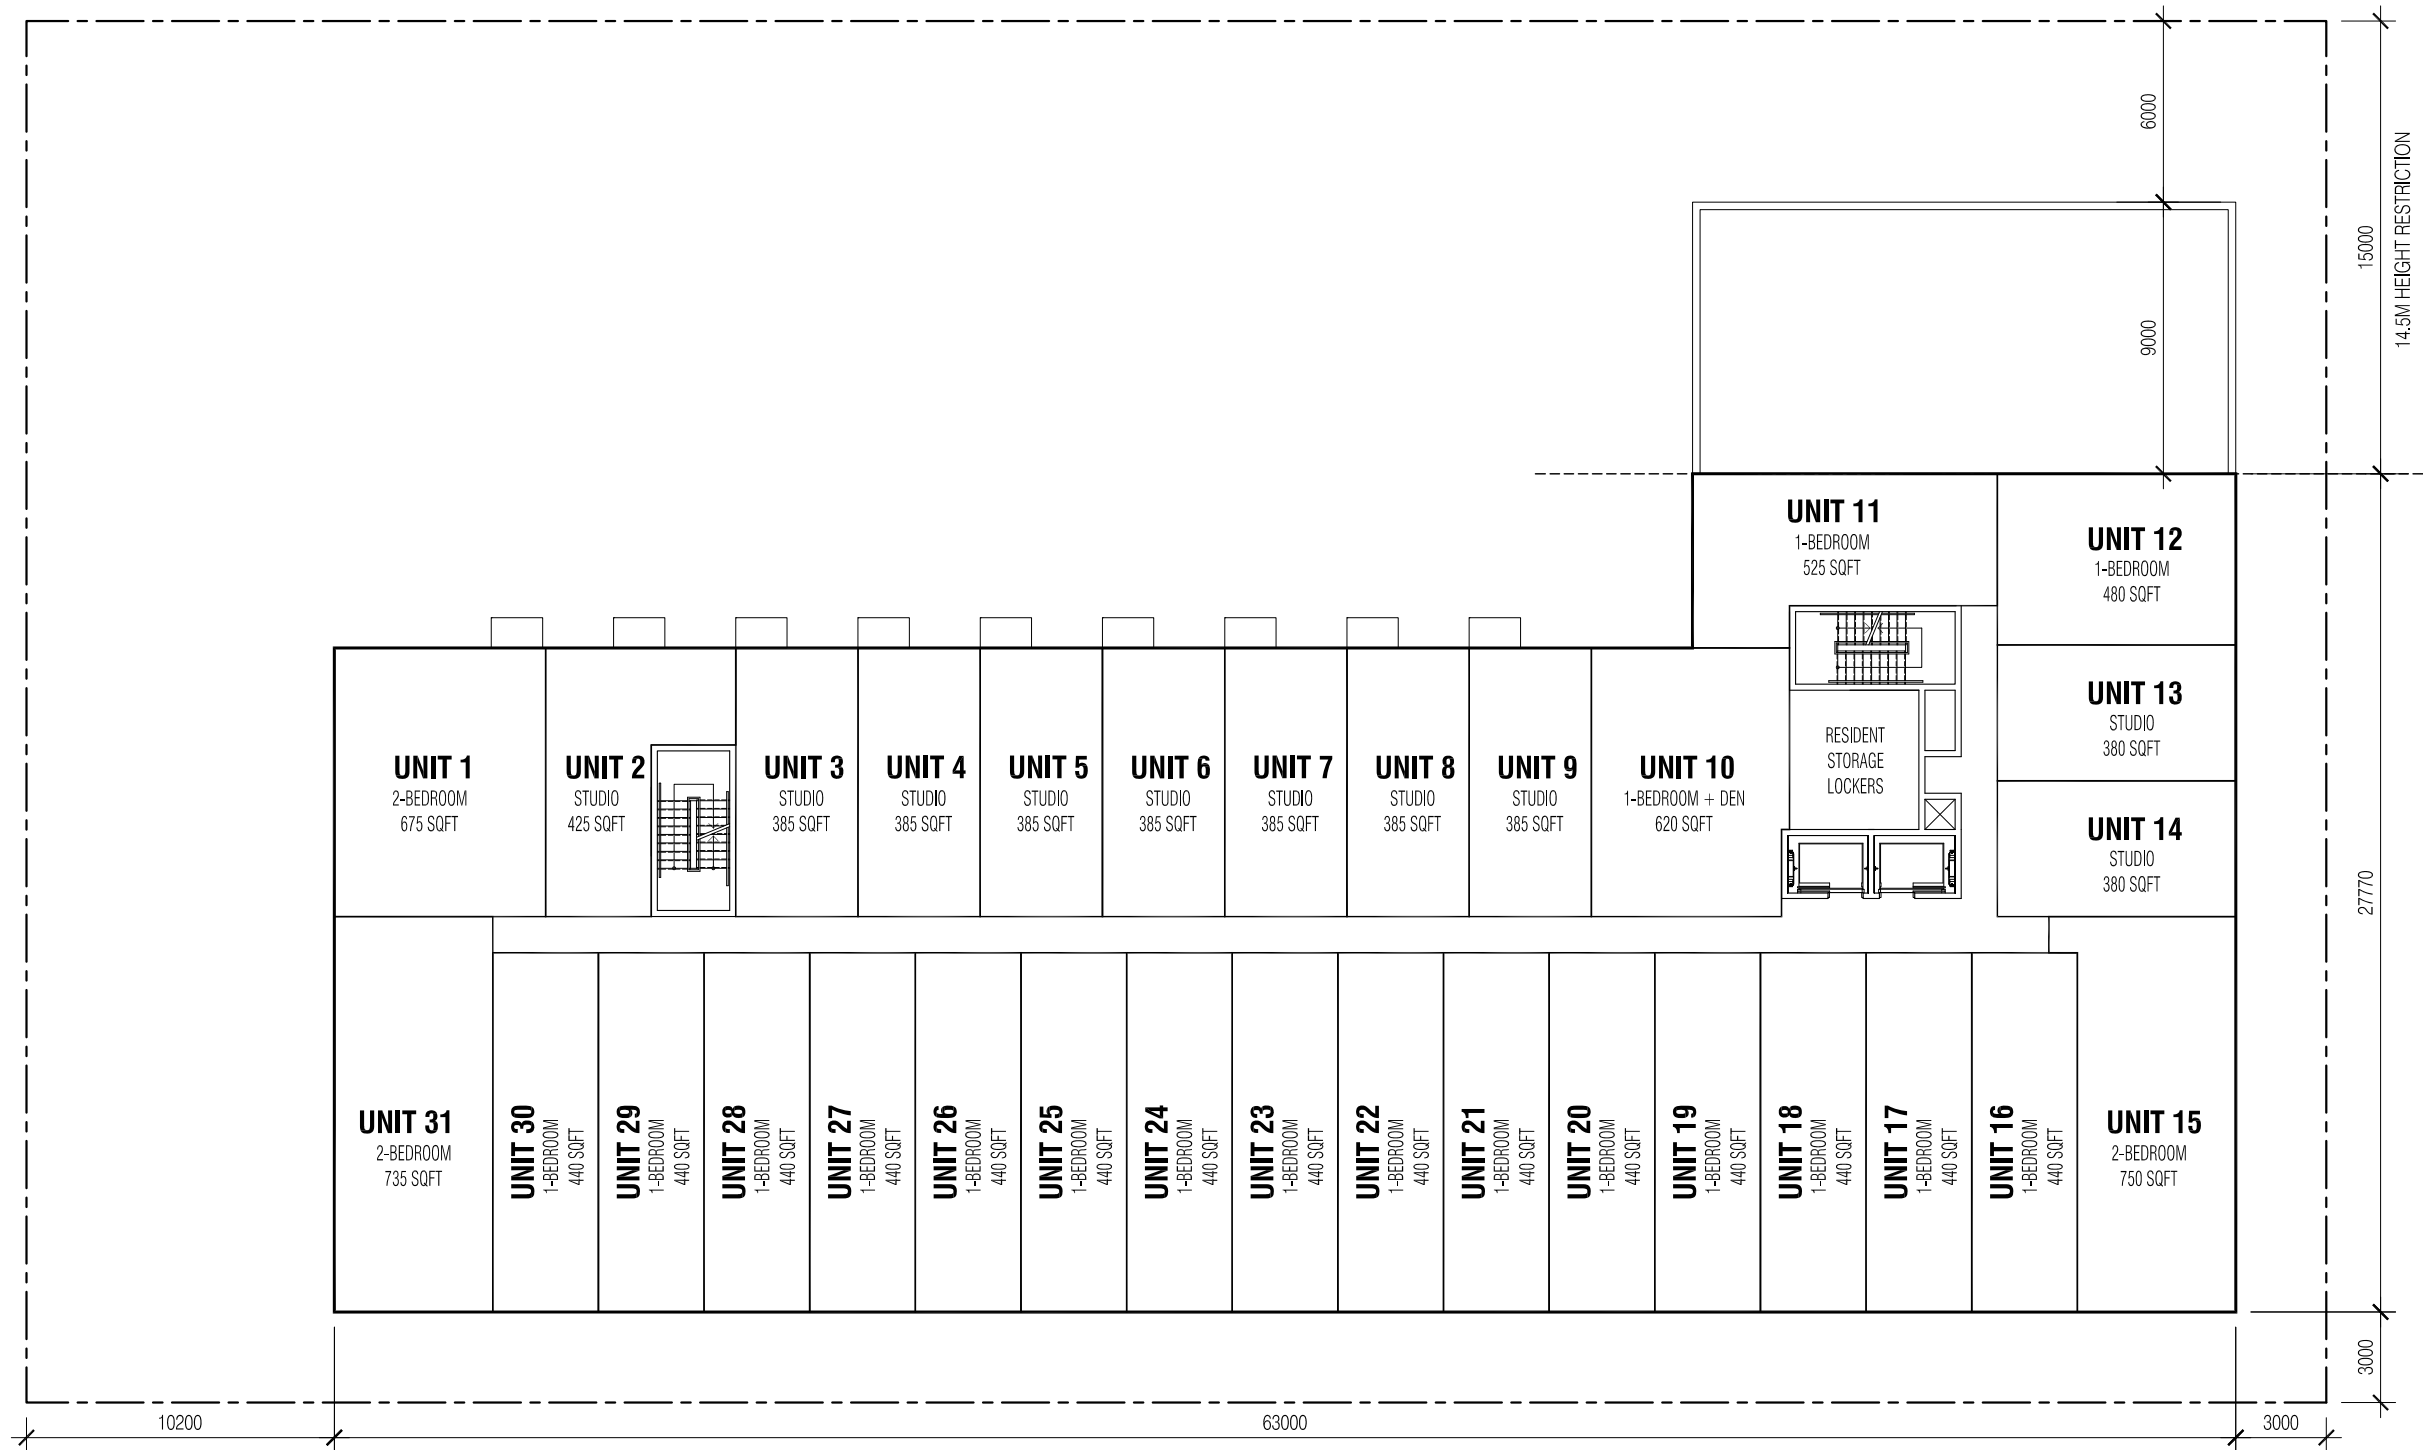 6000
15000
14.5M HEIGHT RESTRICTION
9000
UNIT 11
1-BEDROOM
525 SQFT
UNIT 12
1-BEDROOM
480 SQFT
UNIT 13
STUDIO
380 SQFT
UNIT 14
STUDIO
380 SQFT
RESIDENT
STORAGE
LOCKERS
UNIT 1
2-BEDROOM
675 SQFT
UNIT 2
STUDIO
425 SQFT
UNIT 3
STUDIO
385 SQFT
UNIT 4
STUDIO
385 SQFT
UNIT 5
STUDIO
385 SQFT
UNIT 6
STUDIO
385 SQFT
UNIT 7
STUDIO
385 SQFT
UNIT 8
STUDIO
385 SQFT
UNIT 9
STUDIO
385 SQFT
UNIT 10
1-BEDROOM + DEN
620 SQFT
27770
UNIT 31
2-BEDROOM
735 SQFT
UNIT 30
1-BEDROOM
440 SQFT
UNIT 29
1-BEDROOM
440 SQFT
UNIT 28
1-BEDROOM
440 SQFT
UNIT 27
1-BEDROOM
440 SQFT
UNIT 26
1-BEDROOM
440 SQFT
UNIT 25
1-BEDROOM
440 SQFT
UNIT 24
1-BEDROOM
440 SQFT
UNIT 23
1-BEDROOM
440 SQFT
UNIT 22
1-BEDROOM
440 SQFT
UNIT 21
1-BEDROOM
440 SQFT
UNIT 20
1-BEDROOM
440 SQFT
UNIT 19
1-BEDROOM
440 SQFT
UNIT 18
1-BEDROOM
440 SQFT
UNIT 17
1-BEDROOM
440 SQFT
UNIT 16
1-BEDROOM
440 SQFT
UNIT 15
2-BEDROOM
750 SQFT
3000
10200
63000
3000